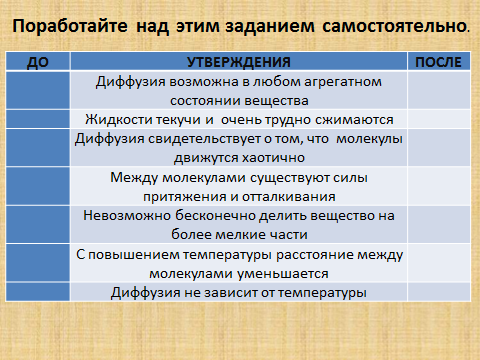 Поработайте над этим заданием самостоятельно.
ДО УТВЕРЖДЕНИЯ ПОСЛЕ
Диффузия возможна в любом агрегатном
состоянии вещества
Жидкости текучи и очень трудно сжимаются
Диффузия свидетельствует о том, что молекулы
движутся хаотично
Между молекулами существуют силы
притяжения и отталкивания
Невозможно бесконечно делить вещество на
более мелкие части
С повышением температуры расстояние между
молекулами уменьшается
Диффузия не зависит от температуры